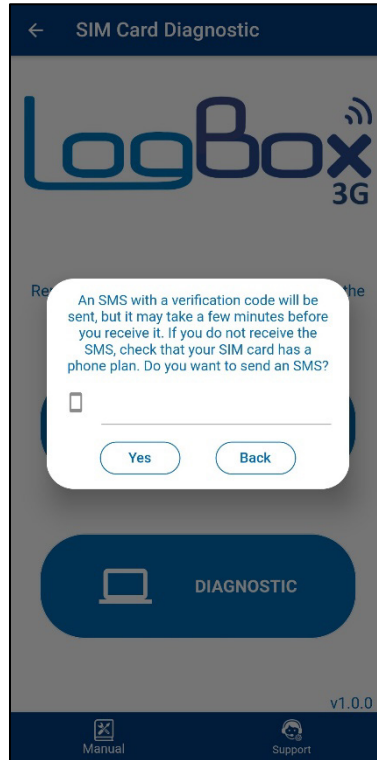 SIM Card Diagnostic
LogBox
3G
Re
the
An SMS with a verification code will be
sent, but it may take a few minutes before
you receive it. If you do not receive the
SMS, check that your SIM card has a
phone plan. Do you want to send an SMS?
Yes Back
DIAGNOSTIC
v1.0.0
Manual Support